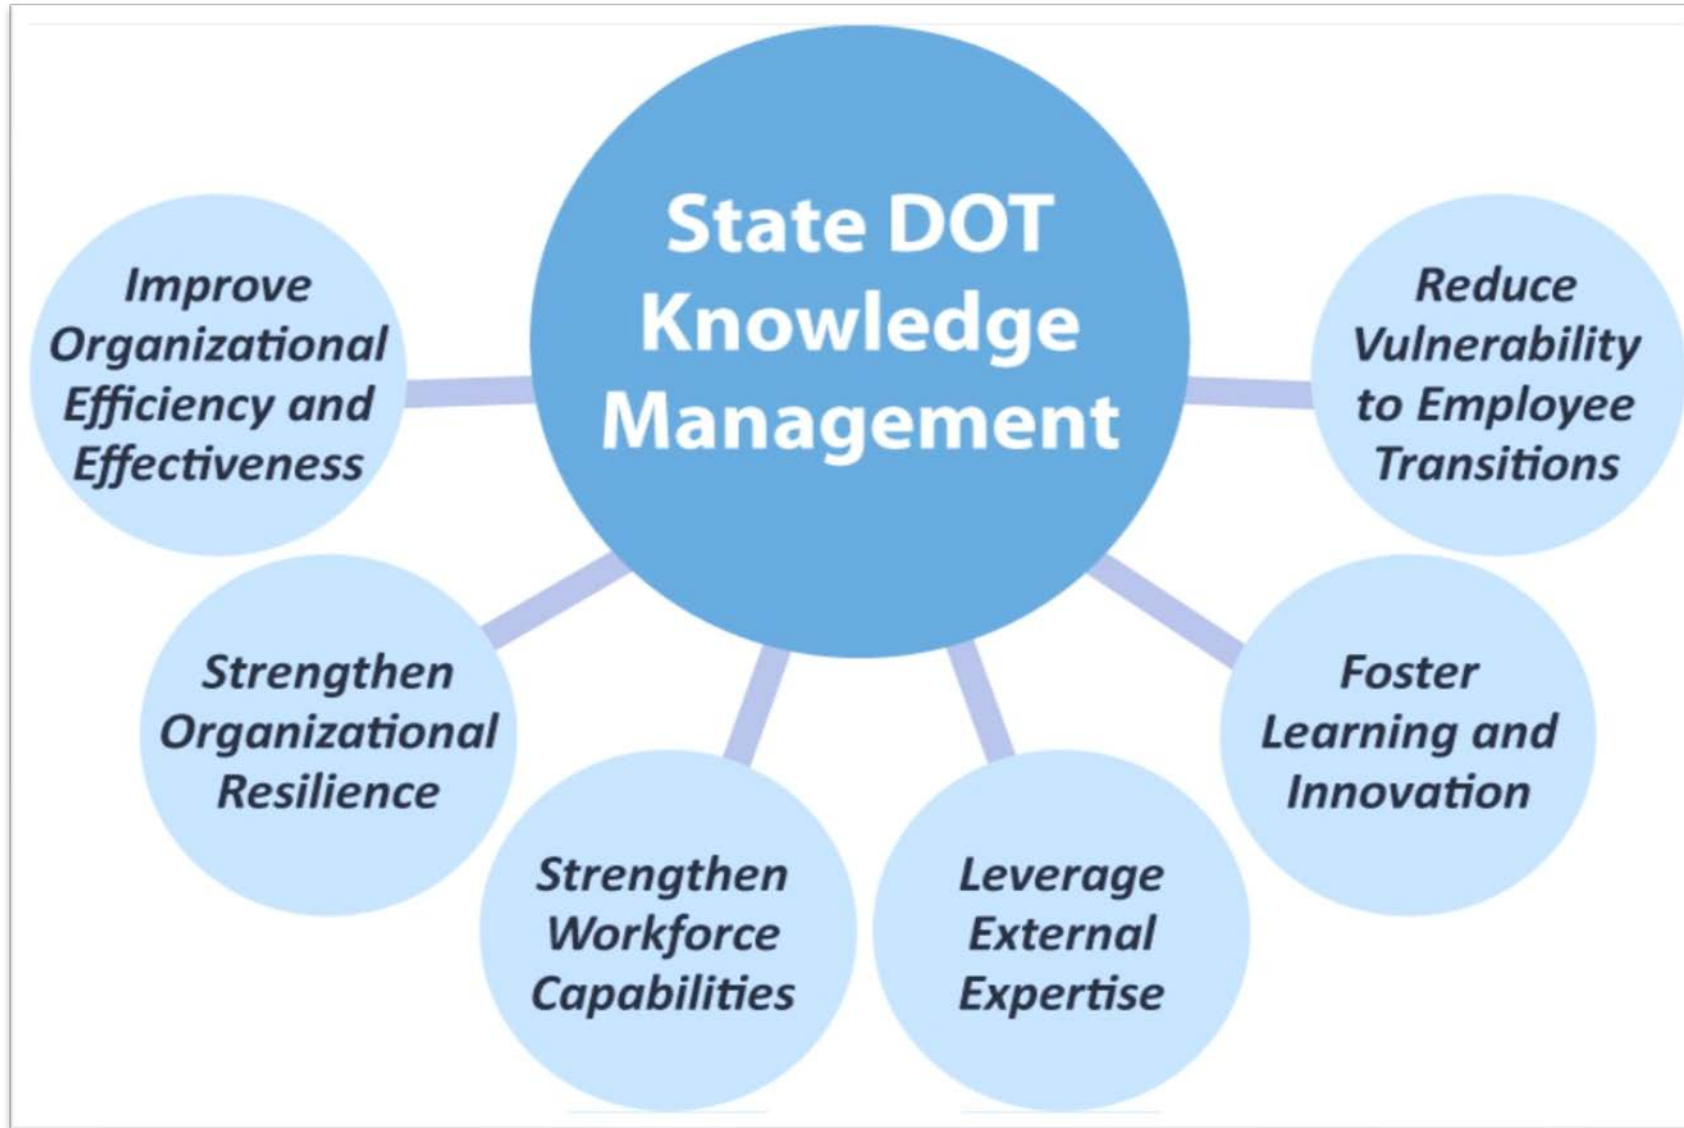 State DOT
Knowledge
Management
Improve
Organizational
Efficiency and
Effectiveness
Strengthen
Organizational
Resilience
Strengthen
Workforce
Capabilities
Leverage
External
Expertise
Foster
Learning and
Innovation
Reduce
Vulnerability
to Employee
Transitions